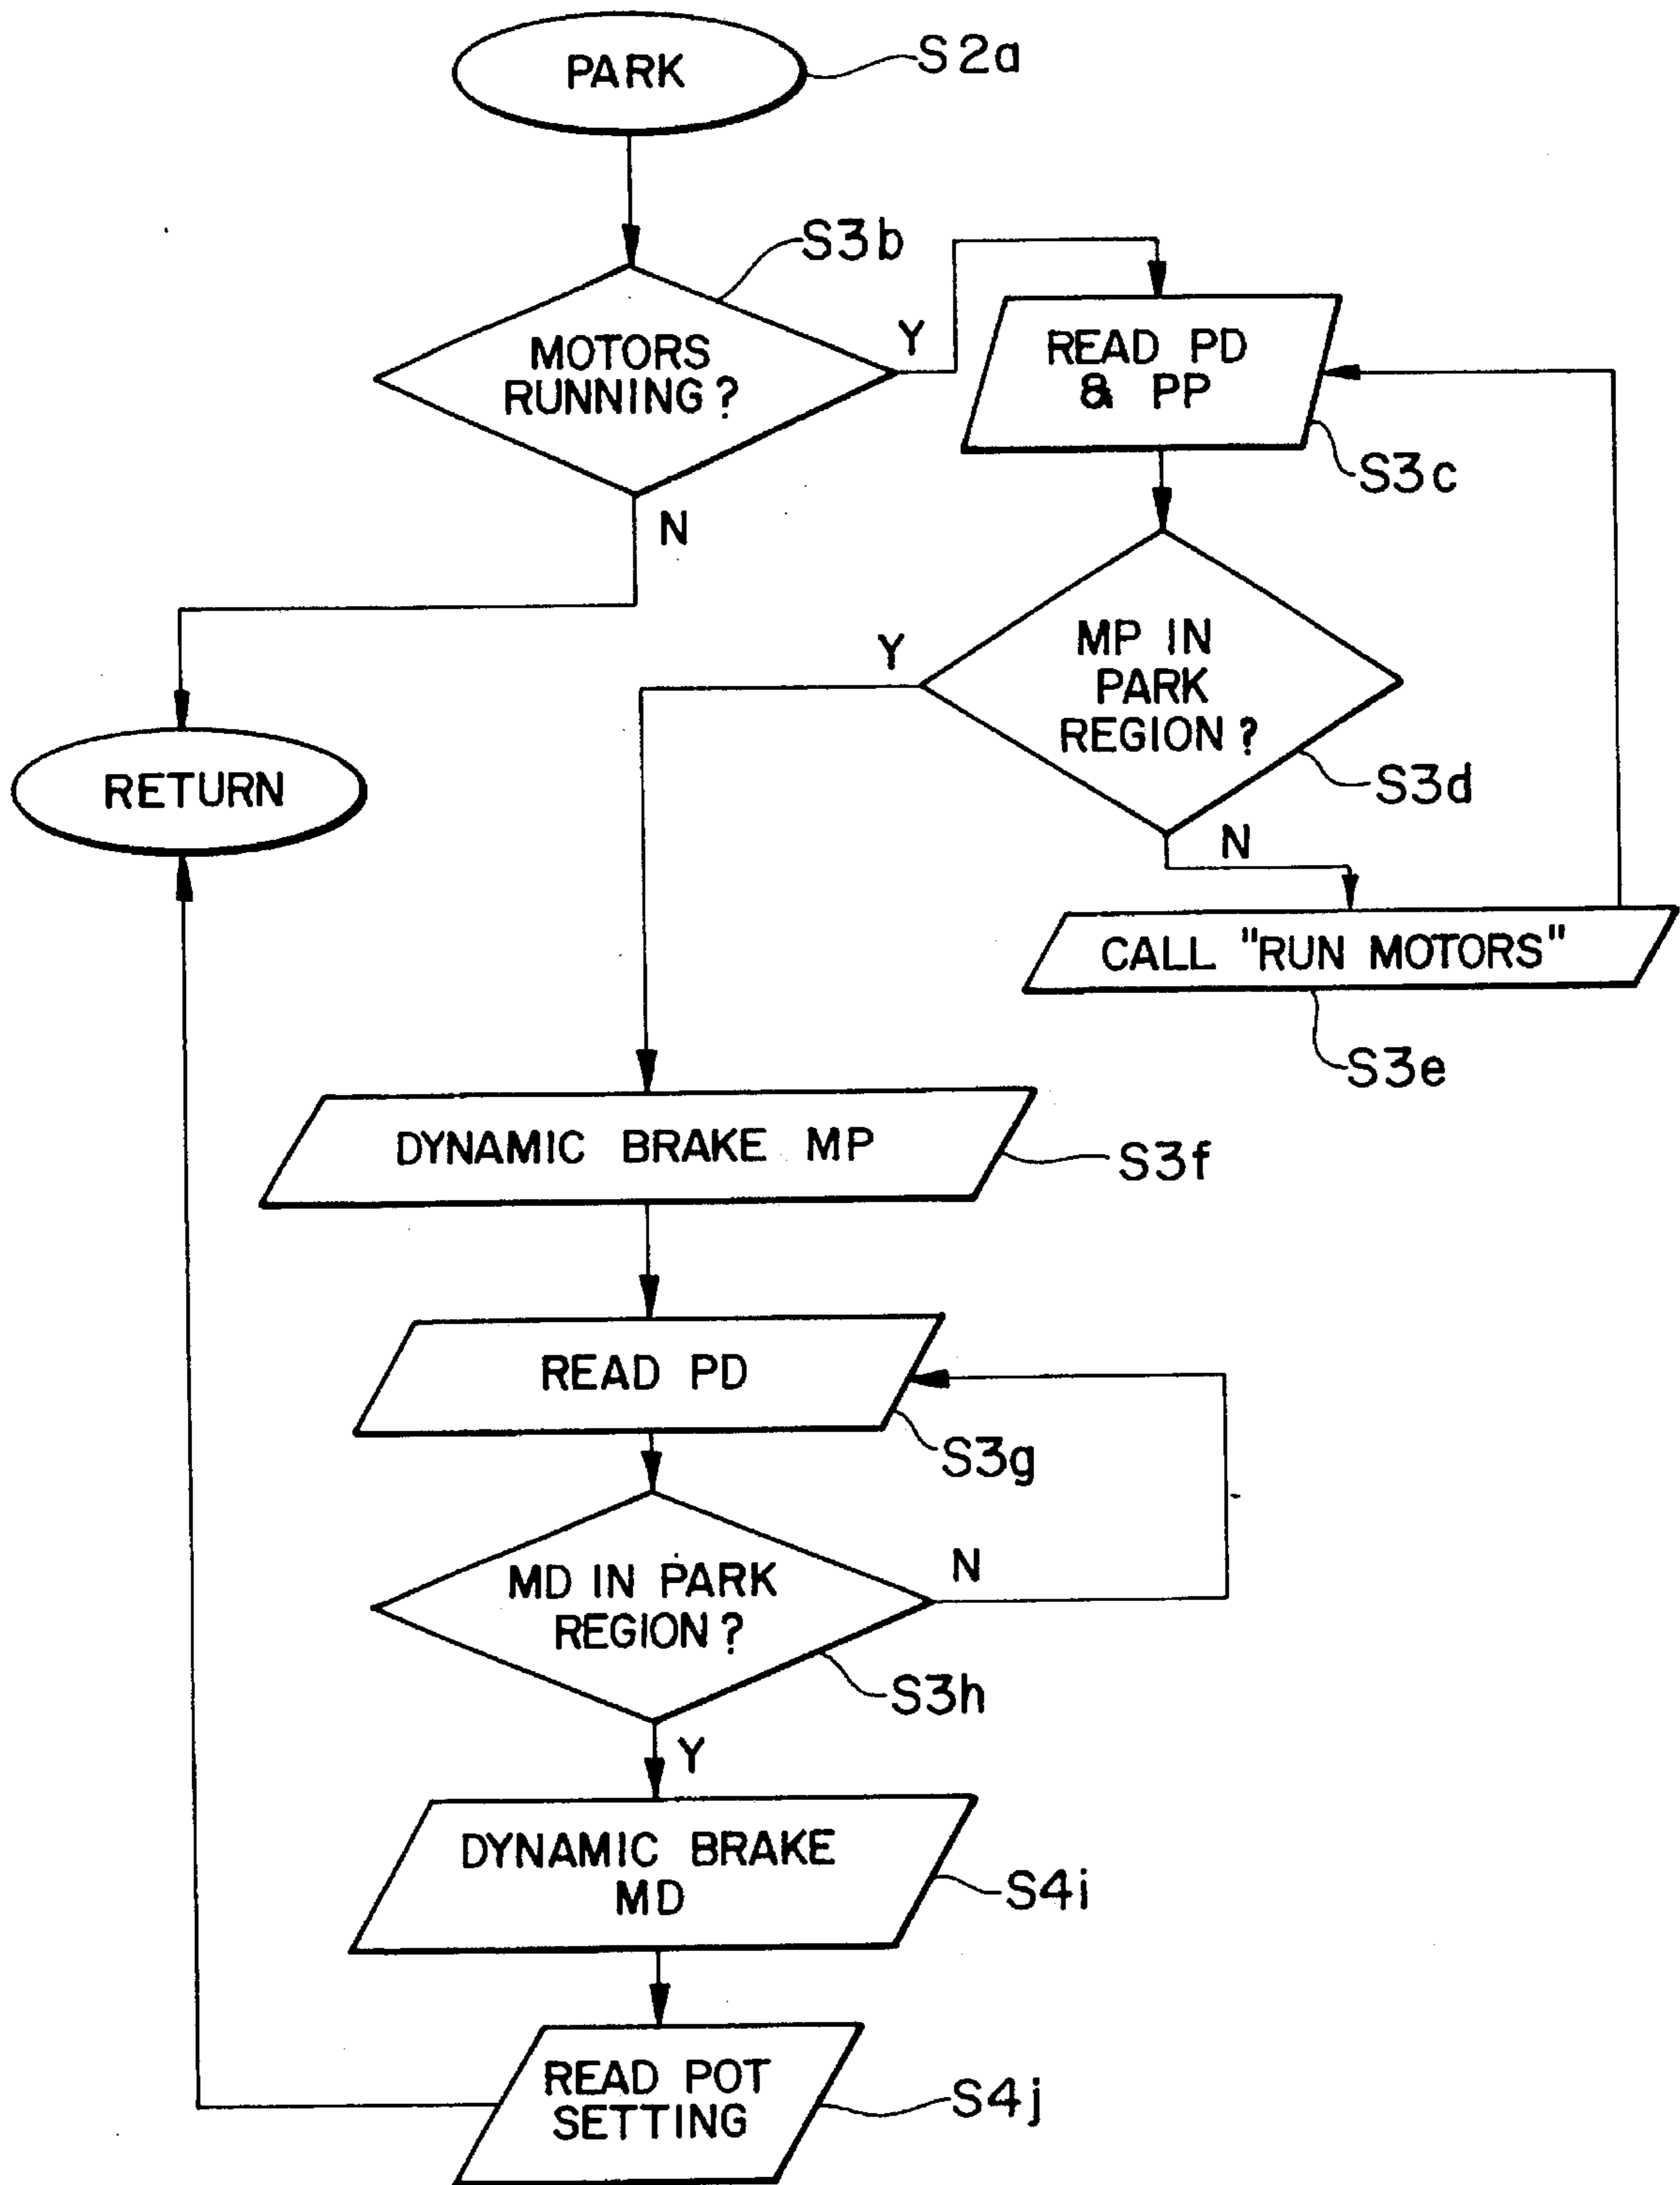 PARK
S2a
S3b
MOTORS
RUNNING?
Y
N
READ PD
& PP
S3c
MP IN
PARK
REGION?
Y
S3d
N
RETURN
CALL "RUN MOTORS"
S3e
DYNAMIC BRAKE MP
S3f
READ PD
S3g
MD IN PARK
REGION?
N
S3h
Y
DYNAMIC BRAKE
MD
S4i
READ POT
SETTING
S4j